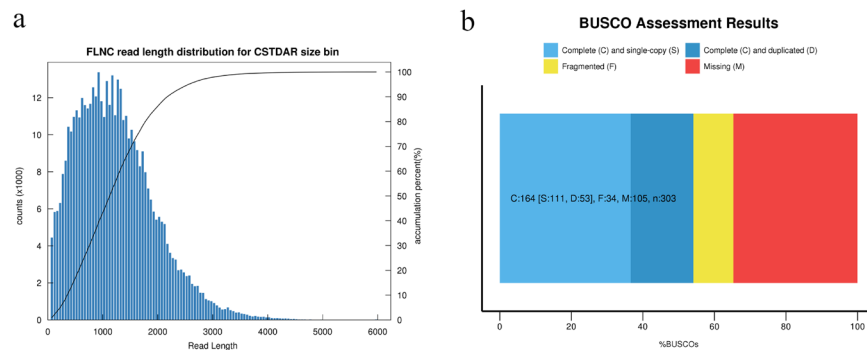 a
FLNC read length distribution for CSTDAR size bin
counts (x1000)
0
2
4
6
8
10
12
0
10
20
30
40
50
60
70
80
90
100
accumulation percent(%)
0 1000 2000 3000 4000 5000 6000
Read Length
b
BUSCO Assessment Results
Complete (C) and single-copy (S) Complete (C) and duplicated (D)
Fragmented (F) Missing (M)
C:164 [S:111, D:53], F:34, M:105, n:303
0 20 40 60 80 100
%BUSCOs